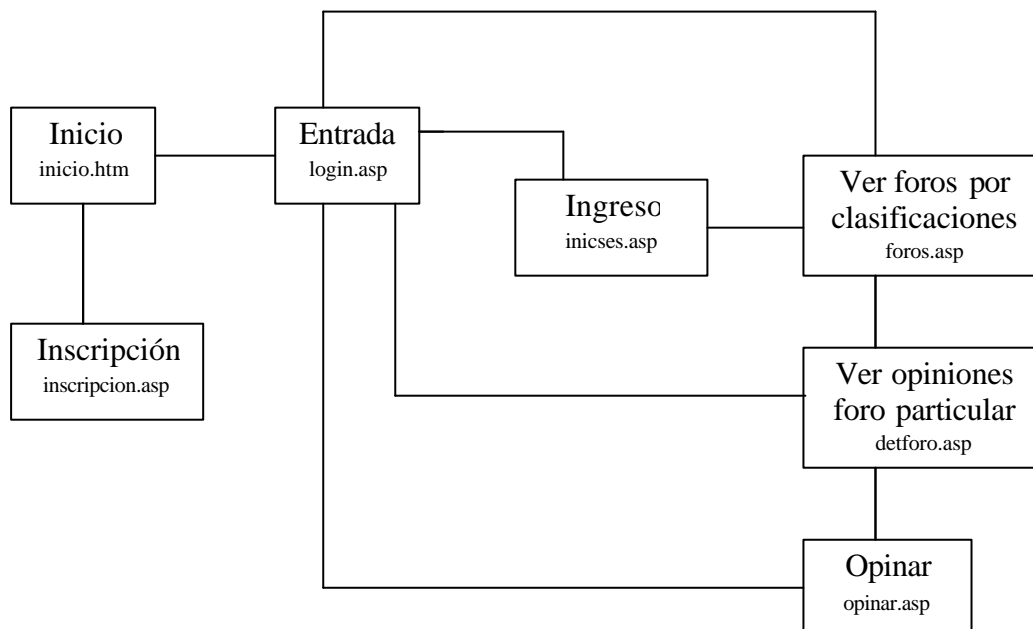 Inicio
inicio.htm
Entrada
login.asp
Ingreso
inicses.asp
Ver foros por
clasificaciones
foros.asp
Inscripción
inscripcion.asp
Ver opiniones
foro particular
detforo.asp
Opinar
opinar.asp